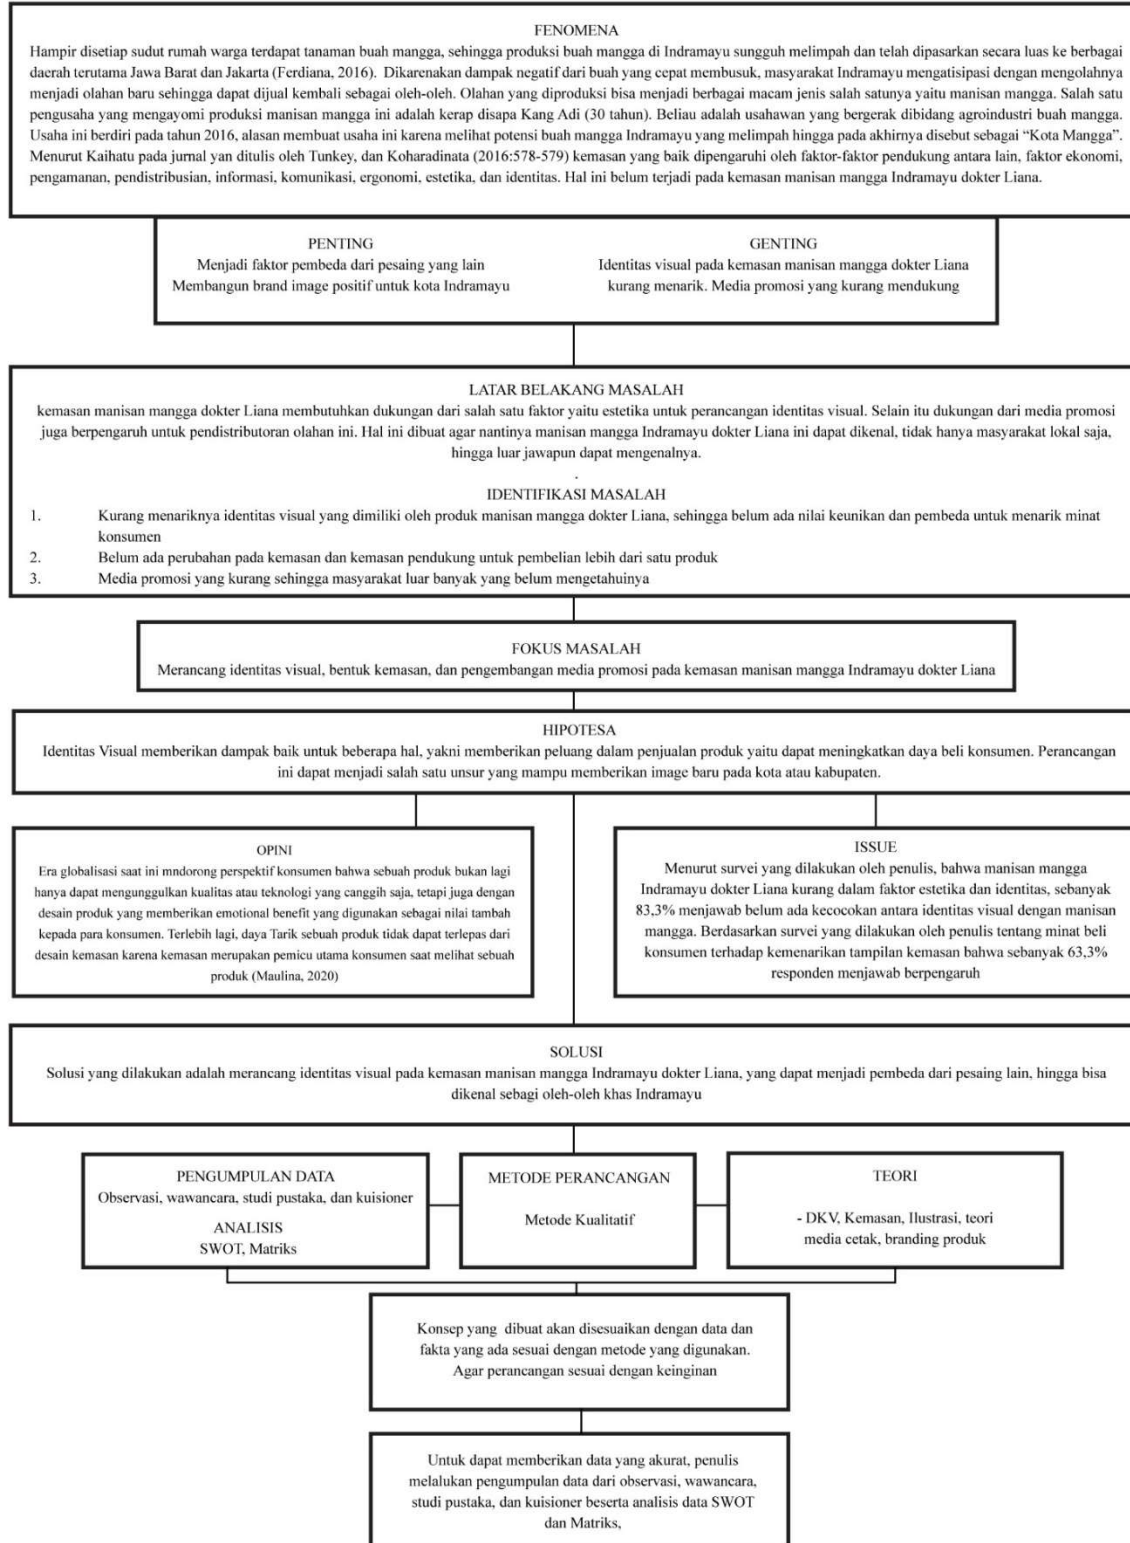 FENOMENA
Hampir disetiap sudut rumah warga terdapat tanaman buah mangga, sehingga produksi buah mangga di Indramayu sungguh melimpah dan telah dipasarkan secara luas ke berbagai
daerah terutama Jawa Barat dan Jakarta (Ferdiana, 2016). Dikarenakan dampak negatif dari buah yang cepat membusuk, masyarakat Indramayu mengatisipasi dengan mengolahnya
menjadi olahan baru sehingga dapat dijual kembali sebagai oleh-oleh. Olahan yang diproduksi bisa menjadi berbagai macam jenis salah satunya yaitu manisan mangga. Salah satu
pengusaha yang mengayomi produksi manisan mangga ini adalah kerap disapa Kang Adi (30 tahun). Beliau adalah usahawan yang bergerak dibidang agroindustri buah mangga.
Usaha ini berdiri pada tahun 2016, alasan membuat usaha ini karena melihat potensi buah mangga Indramayu yang melimpah hingga pada akhirnya disebut sebagai “Kota Mangga”.
Menurut Kaihatu pada jurnal yan ditulis oleh Tunkey, dan Koharadinata (2016:578-579) kemasan yang baik dipengaruhi oleh faktor-faktor pendukung antara lain, faktor ekonomi,
pengamanan, pendistribusian, informasi, komunikasi, ergonomi, estetika, dan identitas. Hal ini belum terjadi pada kemasan manisan mangga Indramayu dokter Liana.
PENTING
Menjadi faktor pembeda dari pesaing yang lain
Membangun brand image positif untuk kota Indramayu
GENTING
Identitas visual pada kemasan manisan mangga dokter Liana
kurang menarik. Media promosi yang kurang mendukung
LATAR BELAKANG MASALAH
kemasan manisan mangga dokter Liana membutuhkan dukungan dari salah satu faktor yaitu estetika untuk perancangan identitas visual. Selain itu dukungan dari media promosi
juga berpengaruh untuk pendistributoran olahan ini. Hal ini dibuat agar nantinya manisan mangga Indramayu dokter Liana ini dapat dikenal, tidak hanya masyarakat lokal saja,
hingga luar jawapun dapat mengenalnya.
.
IDENTIFIKASI MASALAH
1. Kurang menariknya identitas visual yang dimiliki oleh produk manisan mangga dokter Liana, sehingga belum ada nilai keunikan dan pembeda untuk menarik minat
konsumen
2. Belum ada perubahan pada kemasan dan kemasan pendukung untuk pembelian lebih dari satu produk
3. Media promosi yang kurang sehingga masyarakat luar banyak yang belum mengetahuinya
FOKUS MASALAH
Merancang identitas visual, bentuk kemasan, dan pengembangan media promosi pada kemasan manisan mangga Indramayu dokter Liana
HIPOTESA
Identitas Visual memberikan dampak baik untuk beberapa hal, yakni memberikan peluang dalam penjualan produk yaitu dapat meningkatkan daya beli konsumen. Perancangan
ini dapat menjadi salah satu unsur yang mampu memberikan image baru pada kota atau kabupaten.
OPINI
Era globalisasi saat ini mndorong perspektif konsumen bahwa sebuah produk bukan lagi
hanya dapat mengunggulkan kualitas atau teknologi yang canggih saja, tetapi juga dengan
desain produk yang memberikan emotional benefit yang digunakan sebagai nilai tambah
kepada para konsumen. Terlebih lagi, daya Tarik sebuah produk tidak dapat terlepas dari
desain kemasan karena kemasan merupakan pemicu utama konsumen saat melihat sebuah
produk (Maulina, 2020)
ISSUE
Menurut survei yang dilakukan oleh penulis, bahwa manisan mangga
Indramayu dokter Liana kurang dalam faktor estetika dan identitas, sebanyak
83,3% menjawab belum ada kecocokan antara identitas visual dengan manisan
mangga. Berdasarkan survei yang dilakukan oleh penulis tentang minat beli
konsumen terhadap kemenarikan tampilan kemasan bahwa sebanyak 63,3%
responden menjawab berpengaruh
SOLUSI
Solusi yang dilakukan adalah merancang identitas visual pada kemasan manisan mangga Indramayu dokter Liana, yang dapat menjadi pembeda dari pesaing lain, hingga bisa
dikenal sebagi oleh-oleh khas Indramayu
PENGUMPULAN DATA
Observasi, wawancara, studi pustaka, dan kuisioner
ANALISIS
SWOT, Matriks
METODE PERANCANGAN
Metode Kualitatif
TEORI
- DKV, Kemasan, Ilustrasi, teori
media cetak, branding produk
Konsep yang dibuat akan disesuaikan dengan data dan
fakta yang ada sesuai dengan metode yang digunakan.
Agar perancangan sesuai dengan keinginan
Untuk dapat memberikan data yang akurat, penulis
melalukan pengumpulan data dari observasi, wawancara,
studi pustaka, dan kuisioner beserta analisis data SWOT
dan Matriks,